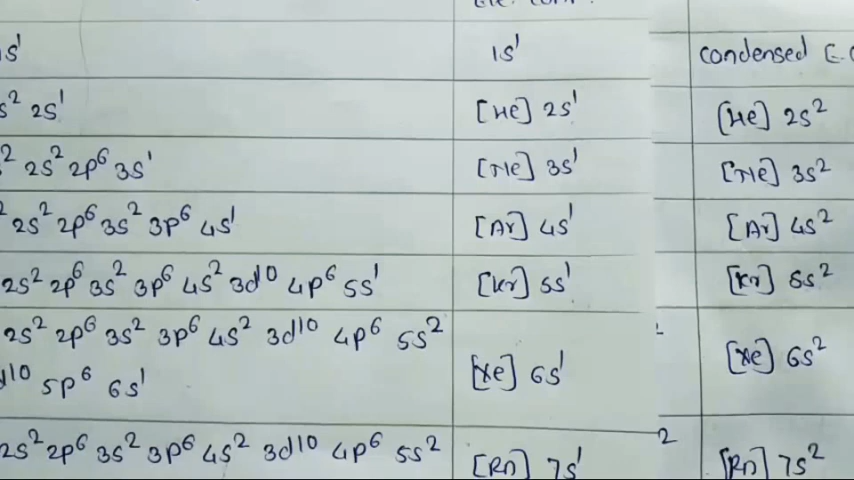 1s¹ condensed E.
s² 2s¹ [He] 2s¹ [He] 2s²
² 2s² 2p⁶ 3s¹ [Ne] 3s¹ [Ne] 3s²
² 2s² 2p⁶ 3s² 3p⁶ 4s¹ [Ar] 4s¹ [Ar] 4s²
2s² 2p⁶ 3s² 3p⁶ 4s² 3d¹⁰ 4p⁶ 5s¹ [Kr] 5s¹ [Kr] 5s²
2s² 2p⁶ 3s² 3p⁶ 4s² 3d¹⁰ 4p⁶ 5s²
d¹⁰ 5p⁶ 6s¹ [Xe] 6s¹ [Xe] 6s²
2s² 2p⁶ 3s² 3p⁶ 4s² 3d¹⁰ 4p⁶ 5s² [Rn] 7s¹ ² [Rn] 7s²